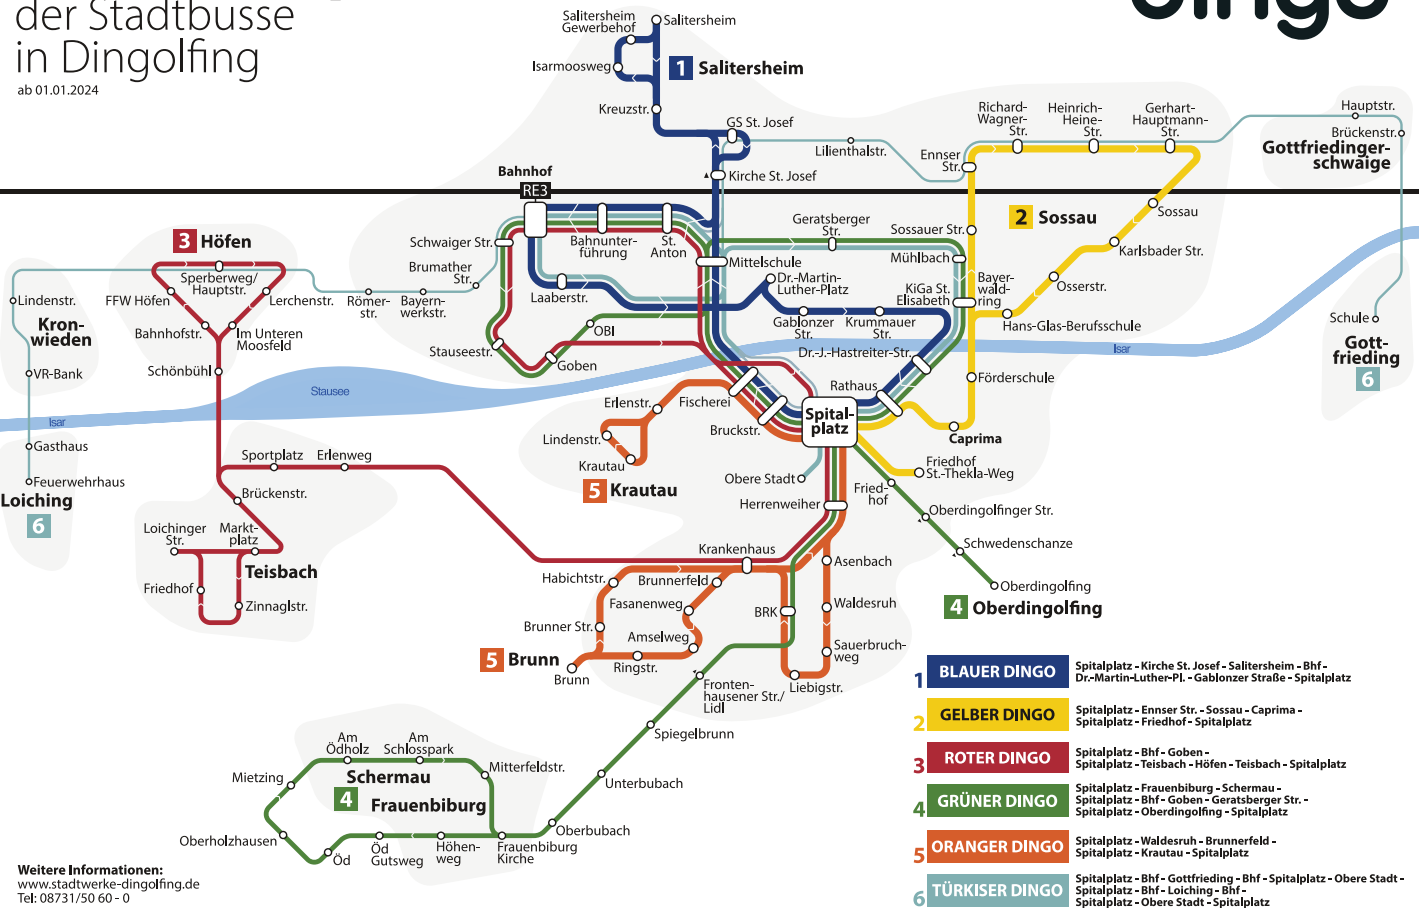 der Stadtbusse
in Dingolfing
ab 01.01.2024
dingo
Salitersheim
Gewerbehof
Salitersheim
Isarmoosweg
1 Salitersheim
Kreuzstr.
GS St. Josef
Lilienthalstr.
Kirche St. Josef
Richard-
Wagner-
Str.
Heinrich-
Heine-
Str.
Gerhart-
Hauptmann-
Str.
Ennser
Str.
Hauptstr.
Brückenstr.
Gottfriedinger-
schwaige
Bahnhof
RE3
Schwaiger Str.
Brumather
Str.
Bahnunter-
führung
St.
Anton
Geratsberger
Str.
Sossauer Str.
2 Sossau
Sossau
Karlsbader Str.
Mühlbach
Mittelschule
Dr.-Martin-
Luther-Platz
Laaberstr.
KiGa St.
Elisabeth
Bayer-
wald-
ring
Osserstr.
Hans-Glas-Berufsschule
Gablonzer
Str.
Krummauer
Str.
Dr.-J.-Hastreiter-Str.
3 Höfen
Sperberweg/
Hauptstr.
FFW Höfen
Lerchenstr.
Römer-
str.
Bayern-
werkstr.
Bahnhofstr.
Im Unteren
Moosfeld
Schönbühl
Lindenstr.
Kron-
wieden
VR-Bank
Isar
Gasthaus
Feuerwehrhaus
Loiching
6
Stausee
Stauseestr.
OBI
Goben
Isar
Schule
Gott-
frieding
6
Förderschule
Rathaus
Spital-
platz
Caprima
Friedhof
St.-Thekla-Weg
Erlenstr.
Fischerei
Bruckstr.
Lindenstr.
Krautau
5 Krautau
Obere Stadt
Herrenweiher
Fried-
hof
Oberdingolfinger Str.
Schwedenschanze
Oberdingolfing
4 Oberdingolfing
Sportplatz
Erlenweg
Brückenstr.
Loichinger
Str.
Markt-
platz
Teisbach
Friedhof
Zinnaglstr.
Krankenhaus
Asenbach
Habichtstr.
Brunnerfeld
Fasanenweg
BRK
Waldesruh
Brunner Str.
Amselweg
Sauerbruch-
weg
5 Brunn
Brunn
Ringstr.
Liebigstr.
Fronten-
hausener Str./
Lidl
Spiegelbrunn
Unterbubach
Oberbubach
Am
Ödholz
Am
Schlosspark
Mitterfeldstr.
Mietzing
Schermau
4 Frauenbiburg
Oberholzhausen
Öd
Öd
Gutsweg
Höhen-
weg
Frauenbiburg
Kirche
1 BLAUER DINGO
Spitalplatz - Kirche St. Josef - Salitersheim - Bhf -
Dr.-Martin-Luther-Pl. - Gablonzer Straße - Spitalplatz
2 GELBER DINGO
Spitalplatz - Ennser Str. - Sossau - Caprima -
Spitalplatz - Friedhof - Spitalplatz
3 ROTER DINGO
Spitalplatz - Bhf - Goben -
Spitalplatz - Teisbach - Höfen - Teisbach - Spitalplatz
4 GRÜNER DINGO
Spitalplatz - Frauenbiburg - Schermau -
Spitalplatz - Bhf - Goben - Geratsberger Str. -
Spitalplatz - Oberdingolfing - Spitalplatz
5 ORANGER DINGO
Spitalplatz - Waldesruh - Brunnerfeld -
Spitalplatz - Krautau - Spitalplatz
6 TÜRKISER DINGO
Spitalplatz - Bhf - Gottfrieding - Bhf - Spitalplatz - Obere Stadt -
Spitalplatz - Bhf - Loiching - Bhf -
Spitalplatz - Obere Stadt - Spitalplatz
Weitere Informationen:
www.stadtwerke-dingolfing.de
Tel: 08731/50 60 - 0